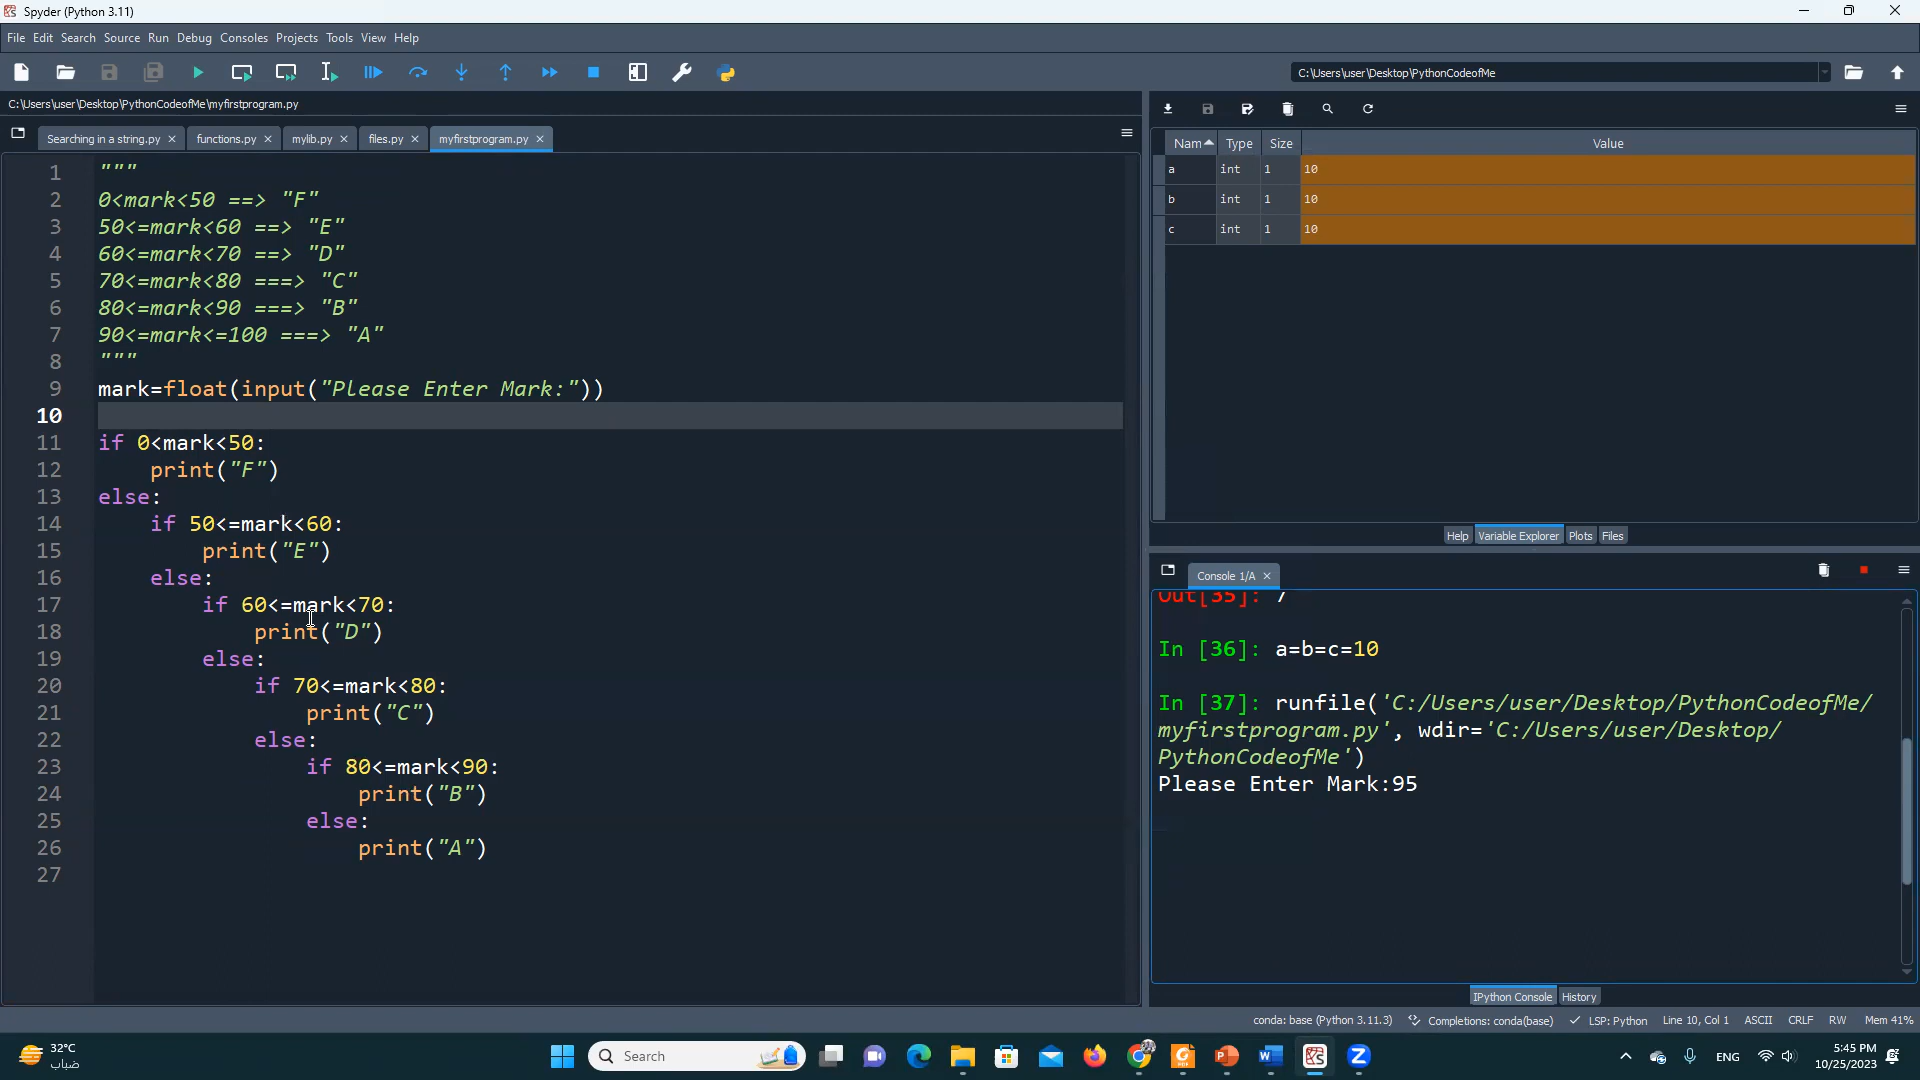 Spyder (Python 3.11)
File Edit Search Source Run Debug Consoles Projects Tools View Help
C:\Users\user\Desktop\PythonCodeofMe
C:\Users\user\Desktop\PythonCodeofMe\myfirstprogram.py
Searching in a string.py functions.py mylib.py files.py myfirstprogram.py
1 """
2 0<mark<50 ==> "F"
3 50<=mark<60 ==> "E"
4 60<=mark<70 ==> "D"
5 70<=mark<80 ===> "C"
6 80<=mark<90 ===> "B"
7 90<=mark<=100 ===> "A"
8 """
9 mark=float(input("Please Enter Mark:"))
10
11 if 0<mark<50:
12 print("F")
13 else:
14 if 50<=mark<60:
15 print("E")
16 else:
17 if 60<=mark<70:
18 print("D")
19 else:
20 if 70<=mark<80:
21 print("C")
22 else:
23 if 80<=mark<90:
24 print("B")
25 else:
26 print("A")
27
Nam Type Size Value
a int 1 10
b int 1 10
c int 1 10
Help Variable Explorer Plots Files
Console 1/A
Out[35]: 7
In [36]: a=b=c=10
In [37]: runfile('C:/Users/user/Desktop/PythonCodeofMe/
myfirstprogram.py', wdir='C:/Users/user/Desktop/
PythonCodeofMe')
Please Enter Mark:95
IPython Console History
conda: base (Python 3.11.3) Completions: conda(base) LSP: Python Line 10, Col 1 ASCII CRLF RW Mem 41%
32°C
ضباب
Search
ENG
5:45 PM
10/25/2023